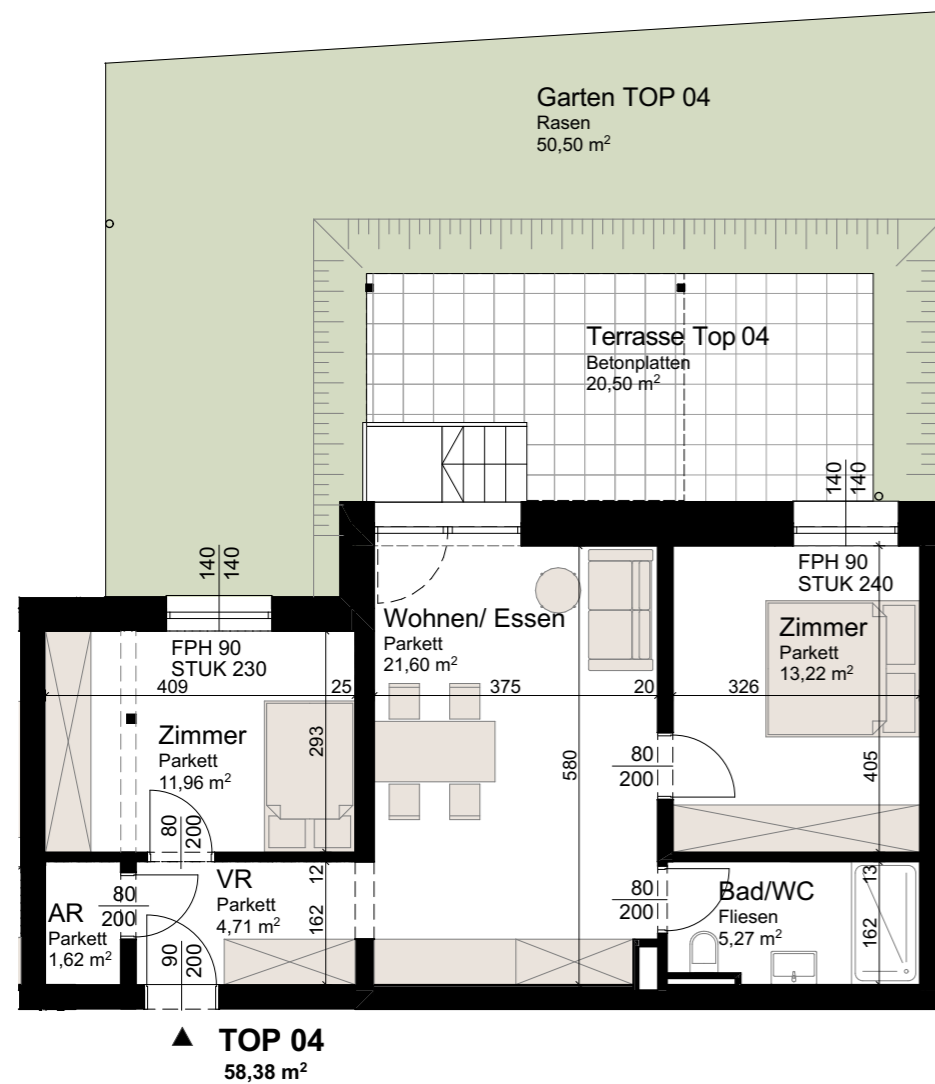 Garten TOP 04
Rasen
50,50 m²
Terrasse Top 04
Betonplatten
20,50 m²
140
140
140
140
FPH 90
STUK 230
409
25
293
Zimmer
Parkett
11,96 m²
80
200
Wohnen/ Essen
Parkett
21,60 m²
375
20
580
FPH 90
STUK 240
Zimmer
Parkett
13,22 m²
326
405
80
200
AR
Parkett
1,62 m²
80
200
90
200
VR
Parkett
4,71 m²
12
162
80
200
Bad/WC
Fliesen
5,27 m²
13
162
TOP 04
58,38 m²